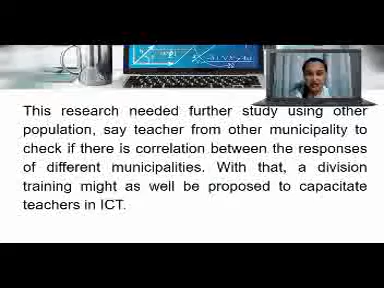 This research needed further study using other
population, say teacher from other municipality to
check if there is correlation between the responses
of different municipalities. With that, a division
training might as well be proposed to capacitate
teachers in ICT.